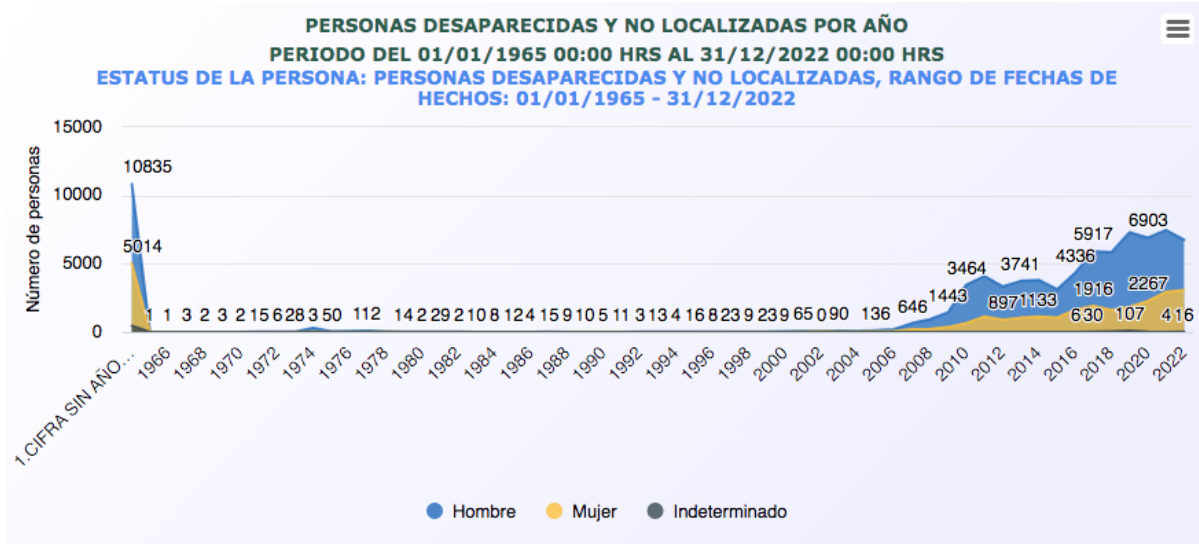 PERSONAS DESAPARECIDAS Y NO LOCALIZADAS POR AÑO
PERIODO DEL 01/01/1965 00:00 HRS AL 31/12/2022 00:00 HRS
ESTATUS DE LA PERSONA: PERSONAS DESAPARECIDAS Y NO LOCALIZADAS, RANGO DE FECHAS DE
HECHOS: 01/01/1965 - 31/12/2022
Número de personas
15000
10000
5000
0
10835
5014
6903
5917
4336
3741
3464
2267
1916
1443
897 1133
646
1 1 3 2 3 2 15 6 28 3 50 112 14 2 29 2 10 8 12 4 15 9 10 5 11 3 13 4 16 8 23 9 23 9 65 0 90 136 6 30 107 4 16
1.CIFRA SIN AÑO...
1966 1968 1970 1972 1974 1976 1978 1980 1982 1984 1986 1988 1990 1992 1994 1996 1998 2000 2002 2004 2006 2008 2010 2012 2014 2016 2018 2020 2022
Hombre Mujer Indeterminado